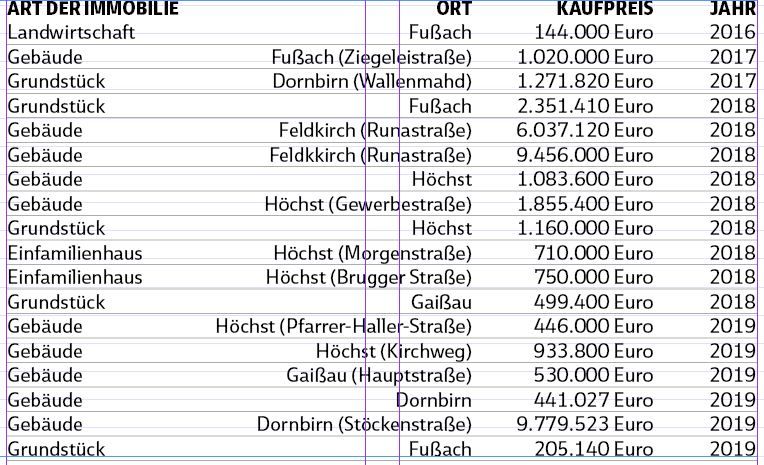 ART DER IMMOBILIE ORT KAUFPREIS JAHR
Landwirtschaft Fußach 144.000 Euro 2016
Gebäude Fußach (Ziegeleistraße) 1.020.000 Euro 2017
Grundstück Dornbirn (Wallenmahd) 1.271.820 Euro 2017
Grundstück Fußach 2.351.410 Euro 2018
Gebäude Feldkirch (Runastraße) 6.037.120 Euro 2018
Gebäude Feldkkirch (Runastraße) 9.456.000 Euro 2018
Gebäude Höchst 1.083.600 Euro 2018
Gebäude Höchst (Gewerbestraße) 1.855.400 Euro 2018
Grundstück Höchst 1.160.000 Euro 2018
Einfamilienhaus Höchst (Morgenstraße) 710.000 Euro 2018
Einfamilienhaus Höchst (Brugger Straße) 750.000 Euro 2018
Grundstück Gaißau 499.400 Euro 2018
Gebäude Höchst (Pfarrer-Haller-Straße) 446.000 Euro 2019
Gebäude Höchst (Kirchweg) 933.800 Euro 2019
Gebäude Gaißau (Hauptstraße) 530.000 Euro 2019
Gebäude Dornbirn 441.027 Euro 2019
Gebäude Dornbirn (Stöckenstraße) 9.779.523 Euro 2019
Grundstück Fußach 205.140 Euro 2019